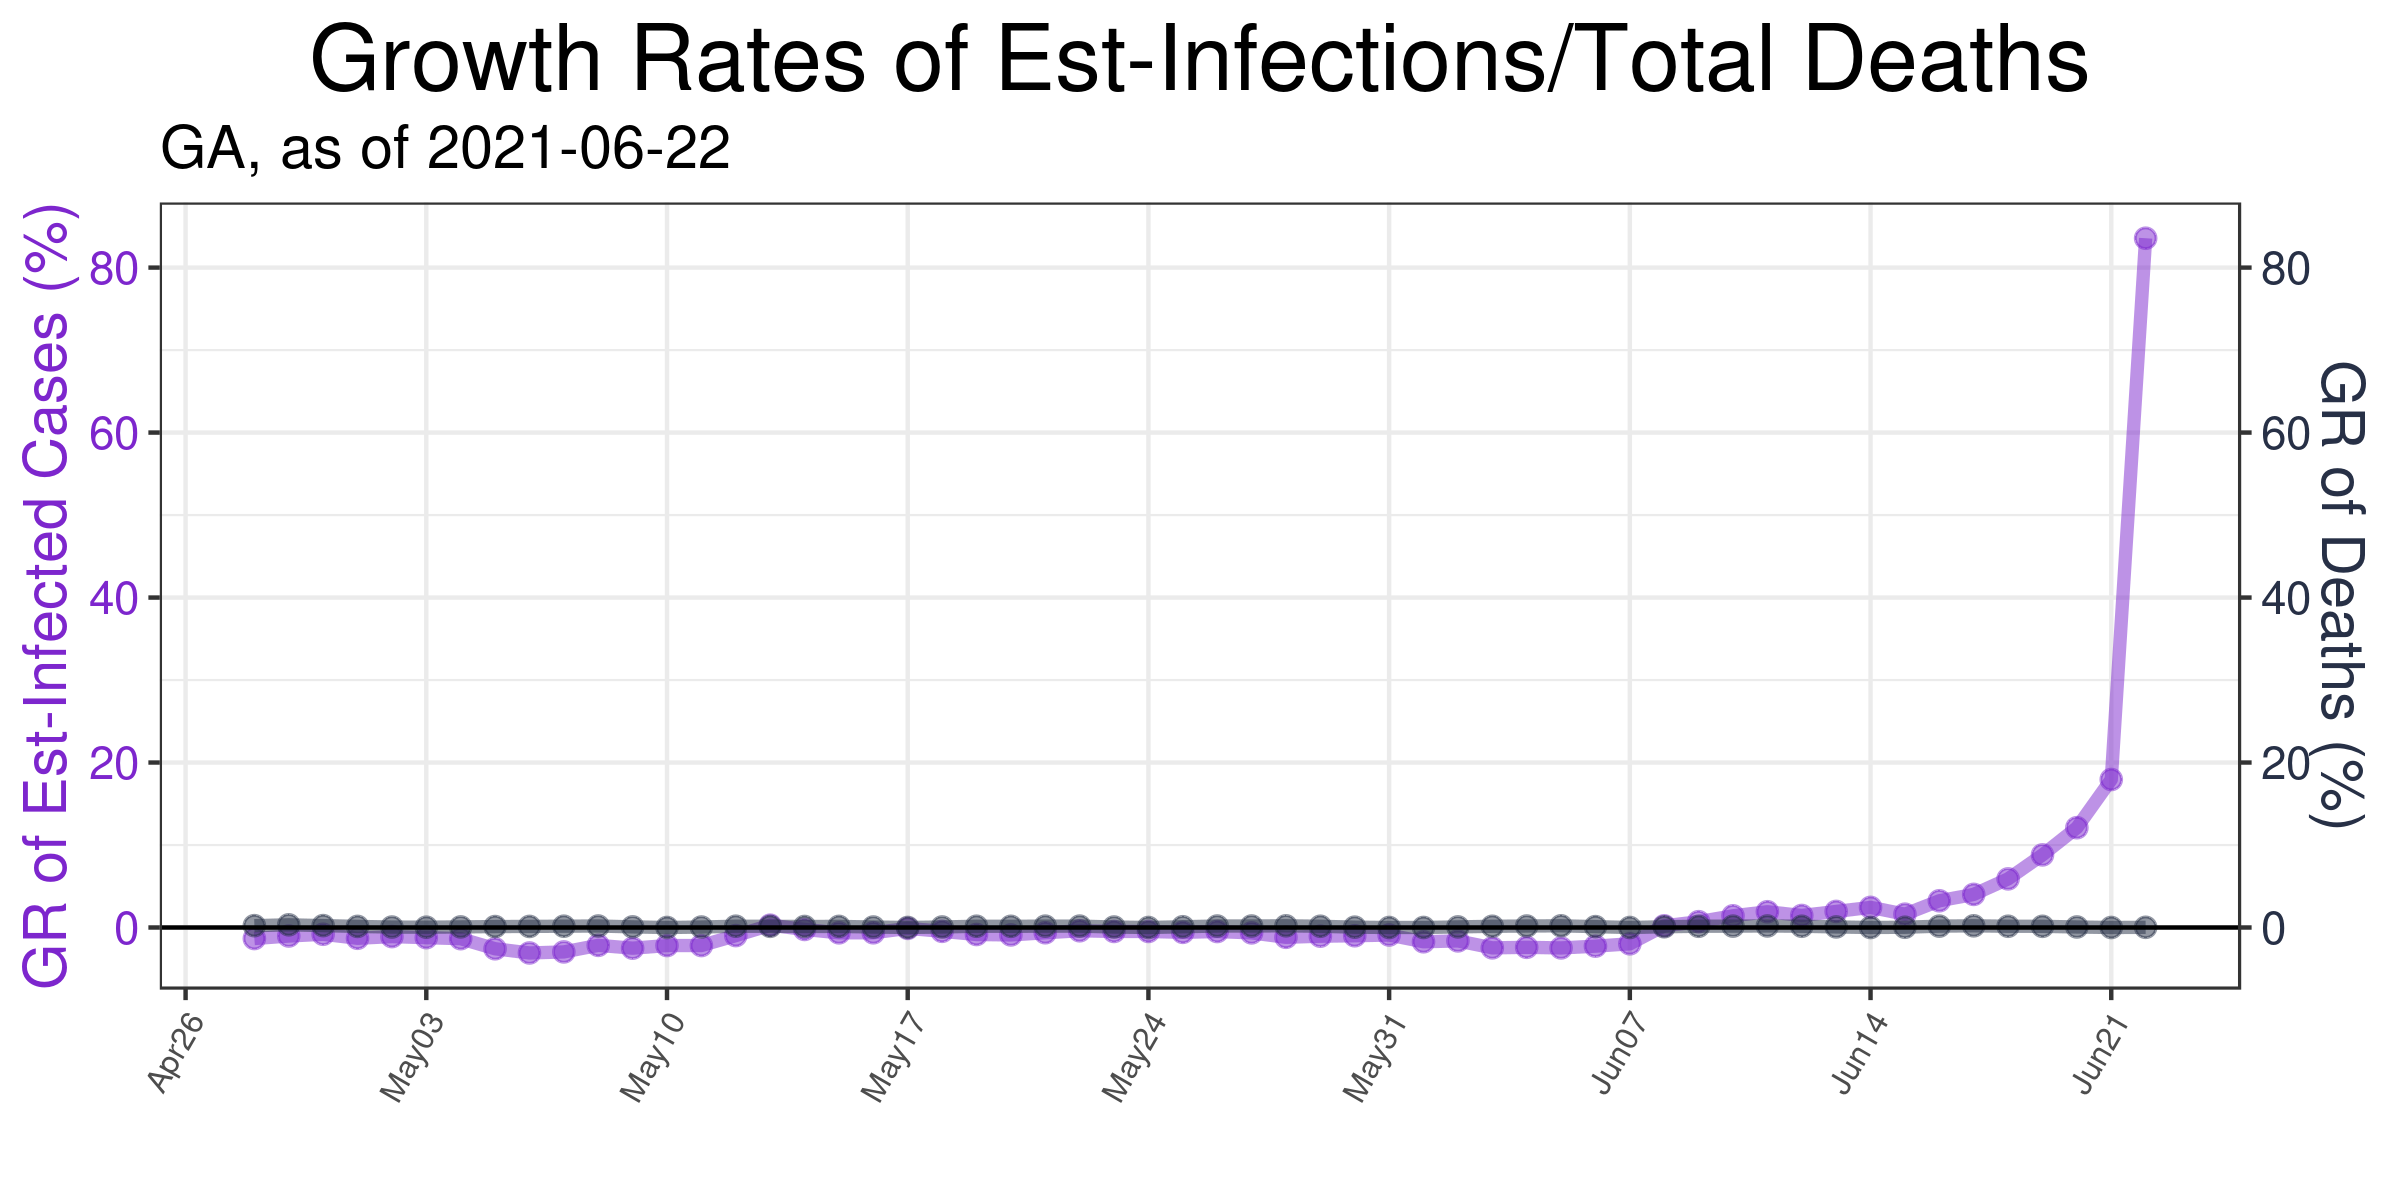 Growth Rates of Est-Infections/Total Deaths
GA, as of 2021-06-22
GR of Est-Infected Cases (%)
80
60
40
20
0
80
60
40
20
0
GR of Deaths (%)
Apr26
May03
May10
May17
May24
May31
Jun07
Jun14
Jun21